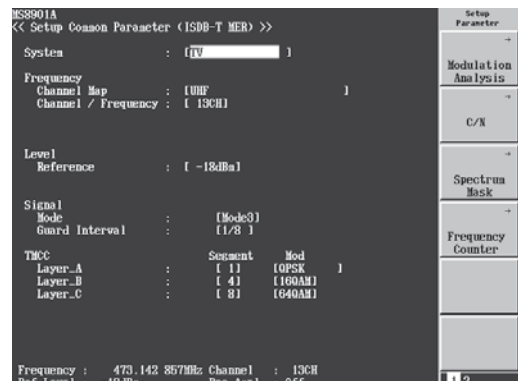 MS8901A
<< Setup Common Parameter (ISDB-T MER) >>
System : [TV ]
Frequency
Channel Map : [UHF ]
Channel / Frequency : [ 13CH]
Level
Reference : [ -18dBm]
Signal
Mode : [Mode3]
Guard Interval : [1/8 ]
TMCC Segment Mod
Layer_A : [ 1] [QPSK ]
Layer_B : [ 4] [16QAM]
Layer_C : [ 8] [64QAM]
Frequency : 473.142 857MHz Channel : 13CH
Setup
Parameter
→
Modulation
Analysis
→
C/N
→
Spectrum
Mask
→
Frequency
Counter
1 2